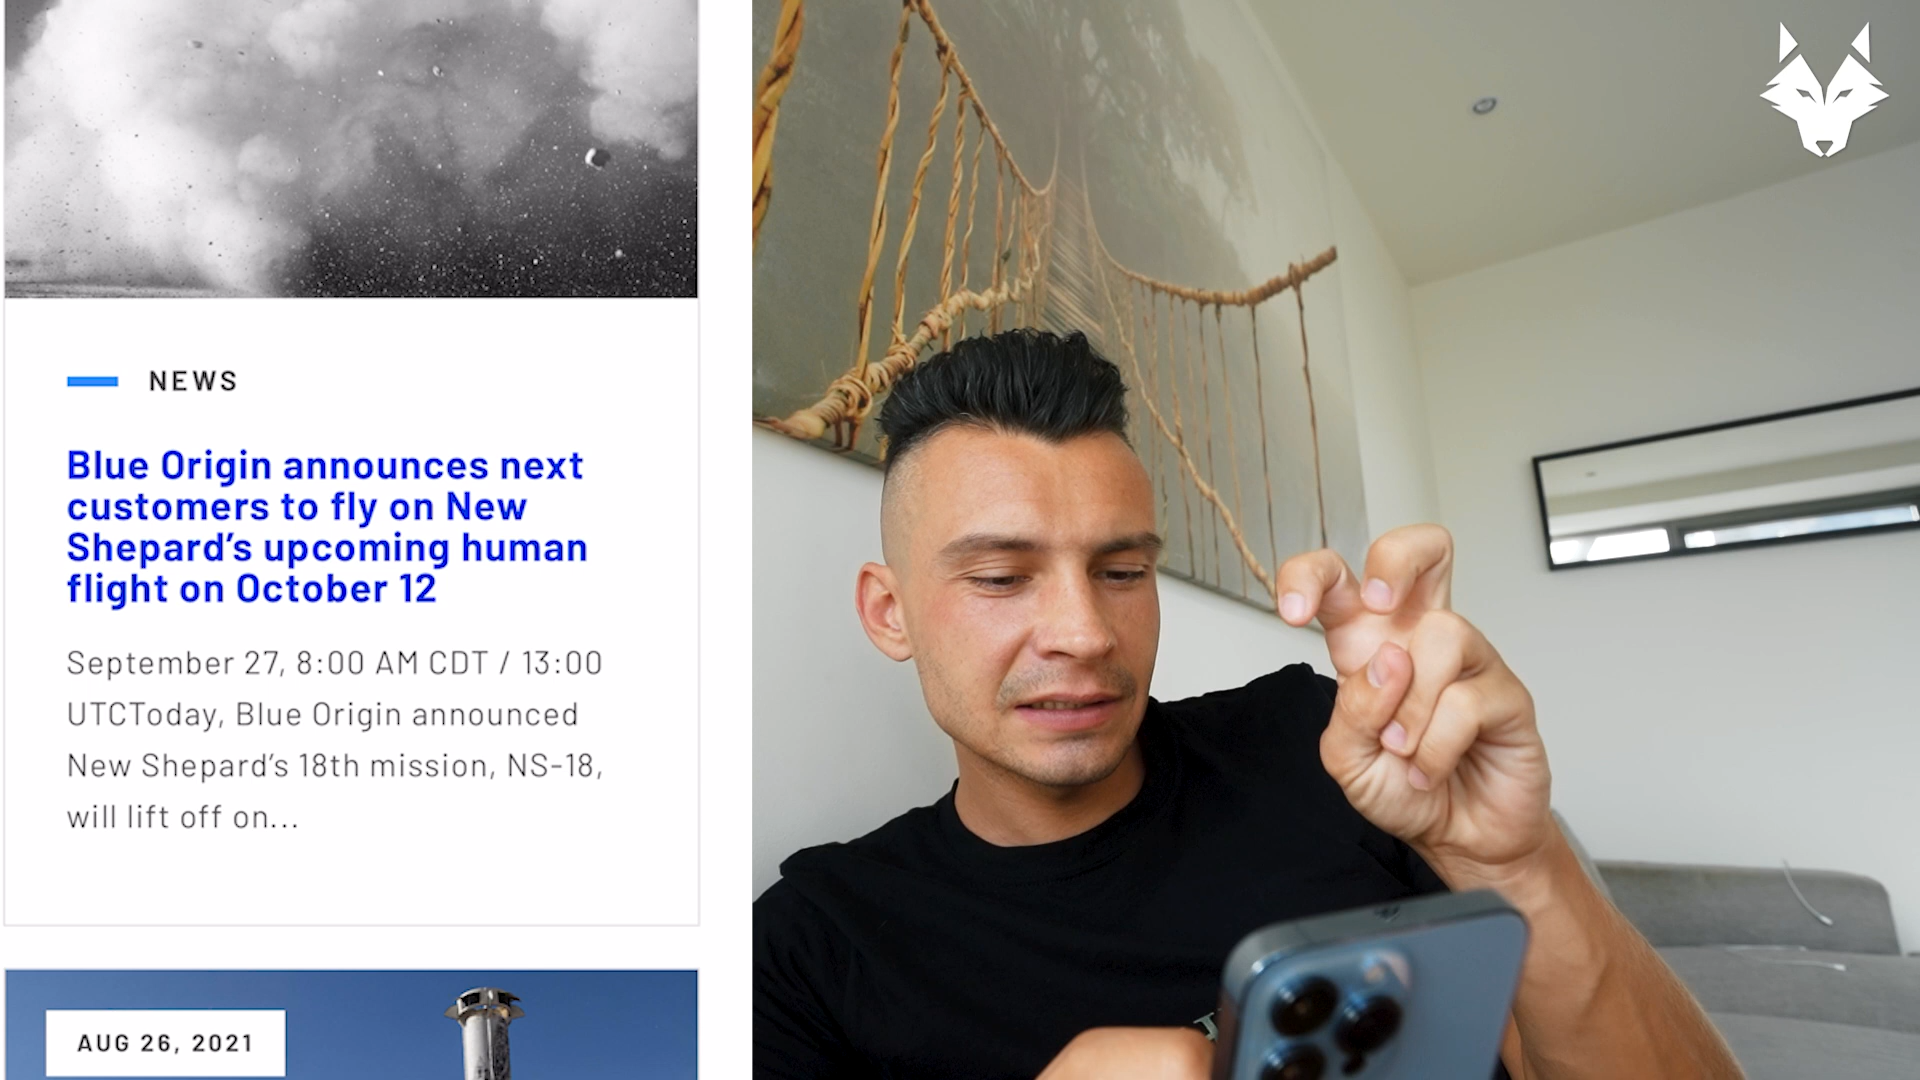 NEWS
Blue Origin announces next
customers to fly on New
Shepard's upcoming human
flight on October 12
September 27, 8:00 AM CDT / 13:00
UTCToday, Blue Origin announced
New Shepard's 18th mission, NS-18,
will lift off on...
AUG 26, 2021